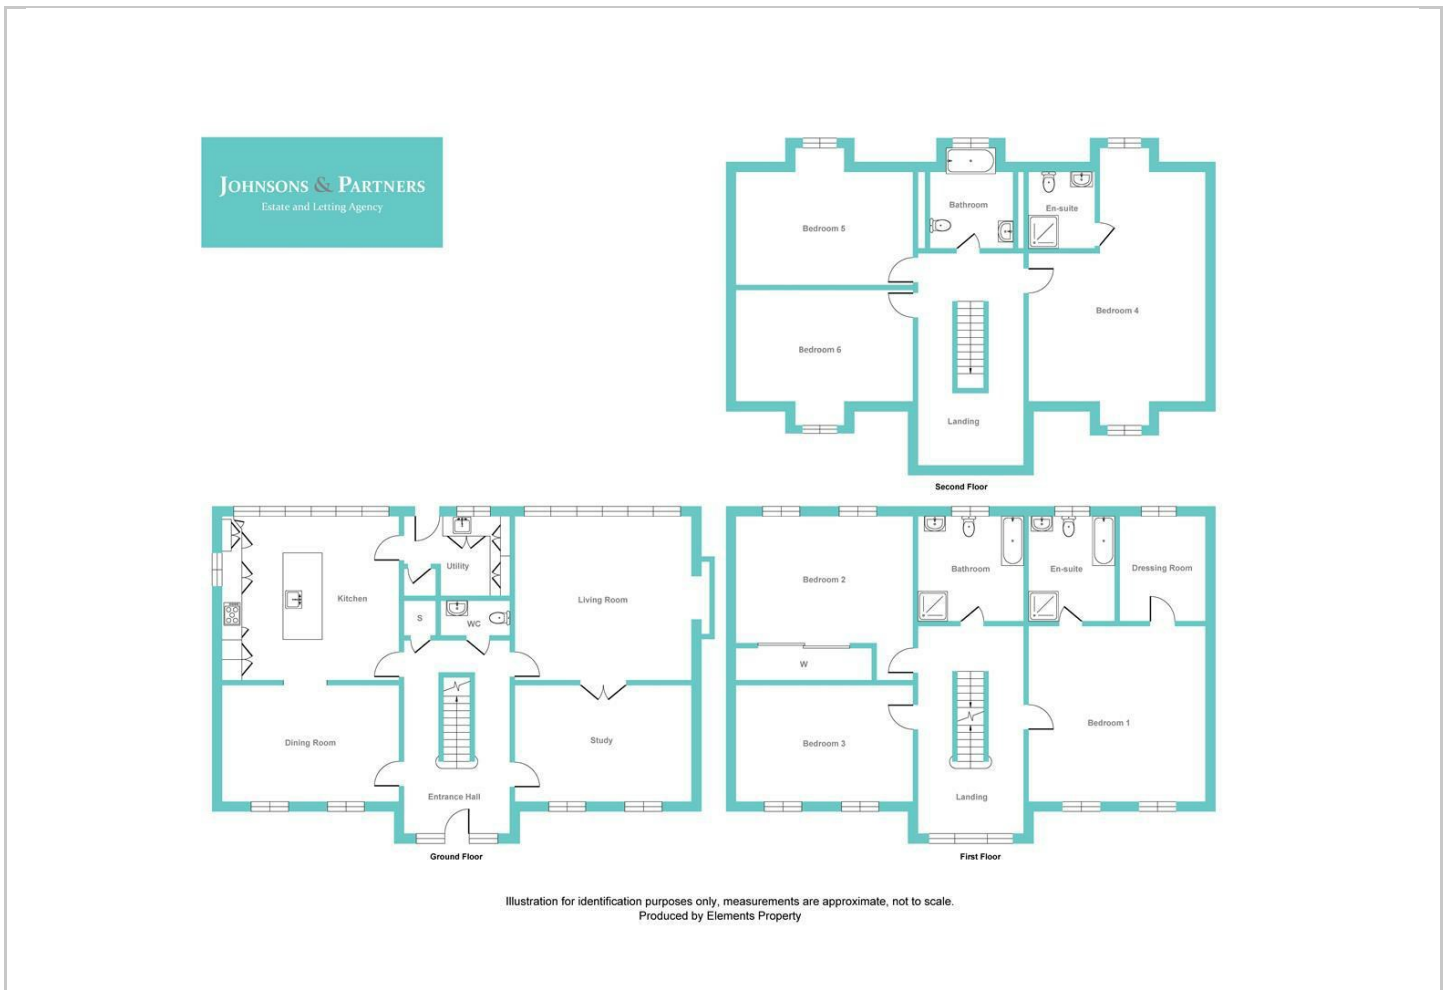 JOHNSONS & PARTNERS
Estate and Letting Agency
Bedroom 5
Bathroom
En-suite
Bedroom 4
Bedroom 6
Landing
Second Floor
Kitchen
Utility
S
WC
Living Room
Dining Room
Entrance Hall
Study
Ground Floor
Bedroom 2
W
Bathroom
En-suite
Dressing Room
Bedroom 3
Bedroom 1
Landing
First Floor
Illustration for identification purposes only, measurements are approximate, not to scale.
Produced by Elements Property